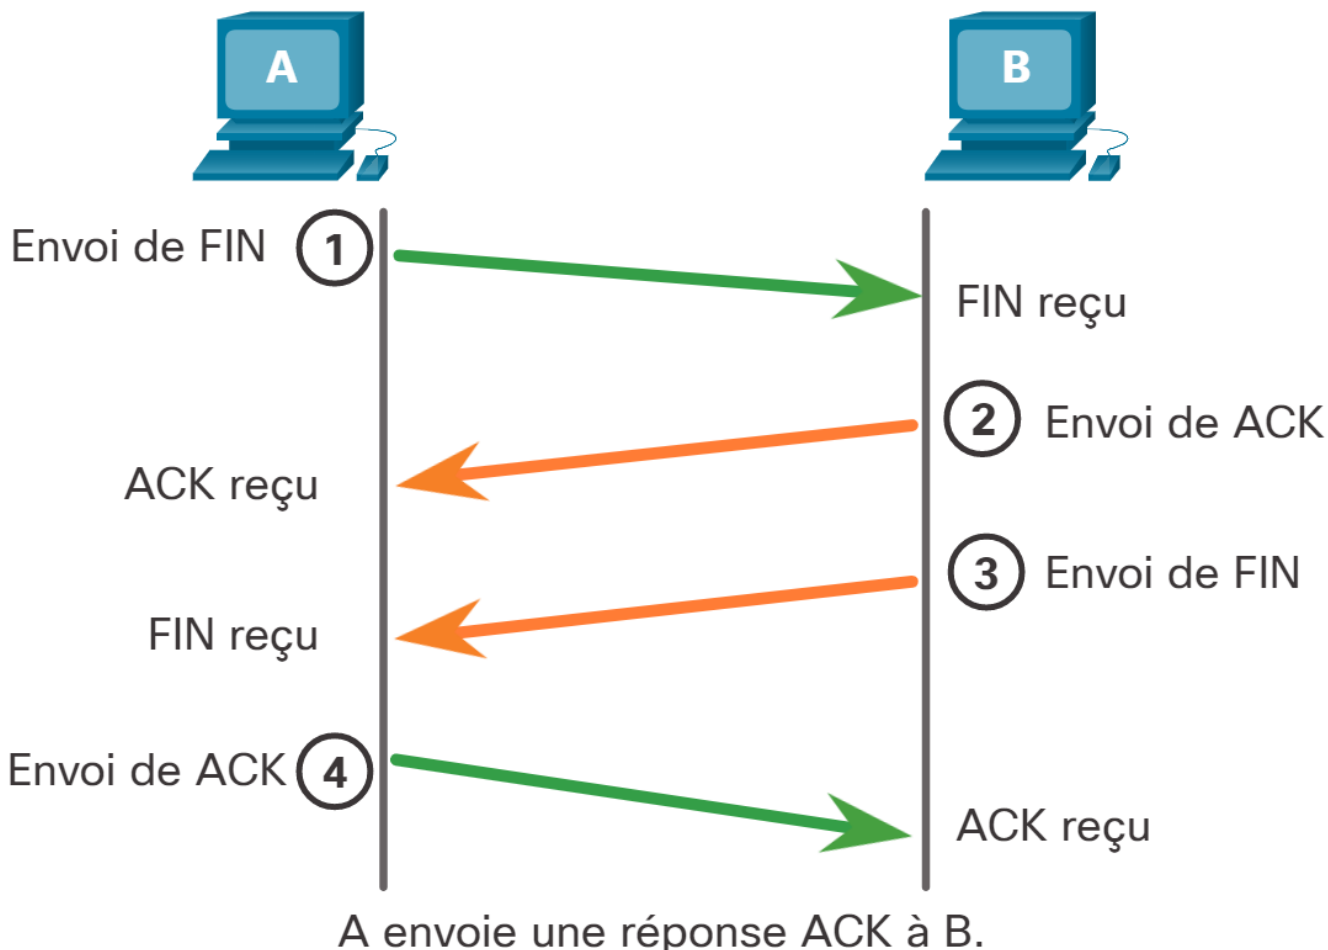 A
B
Envoi de FIN 1
FIN reçu
2 Envoi de ACK
ACK reçu
3 Envoi de FIN
FIN reçu
Envoi de ACK 4
ACK reçu
A envoie une réponse ACK à B.